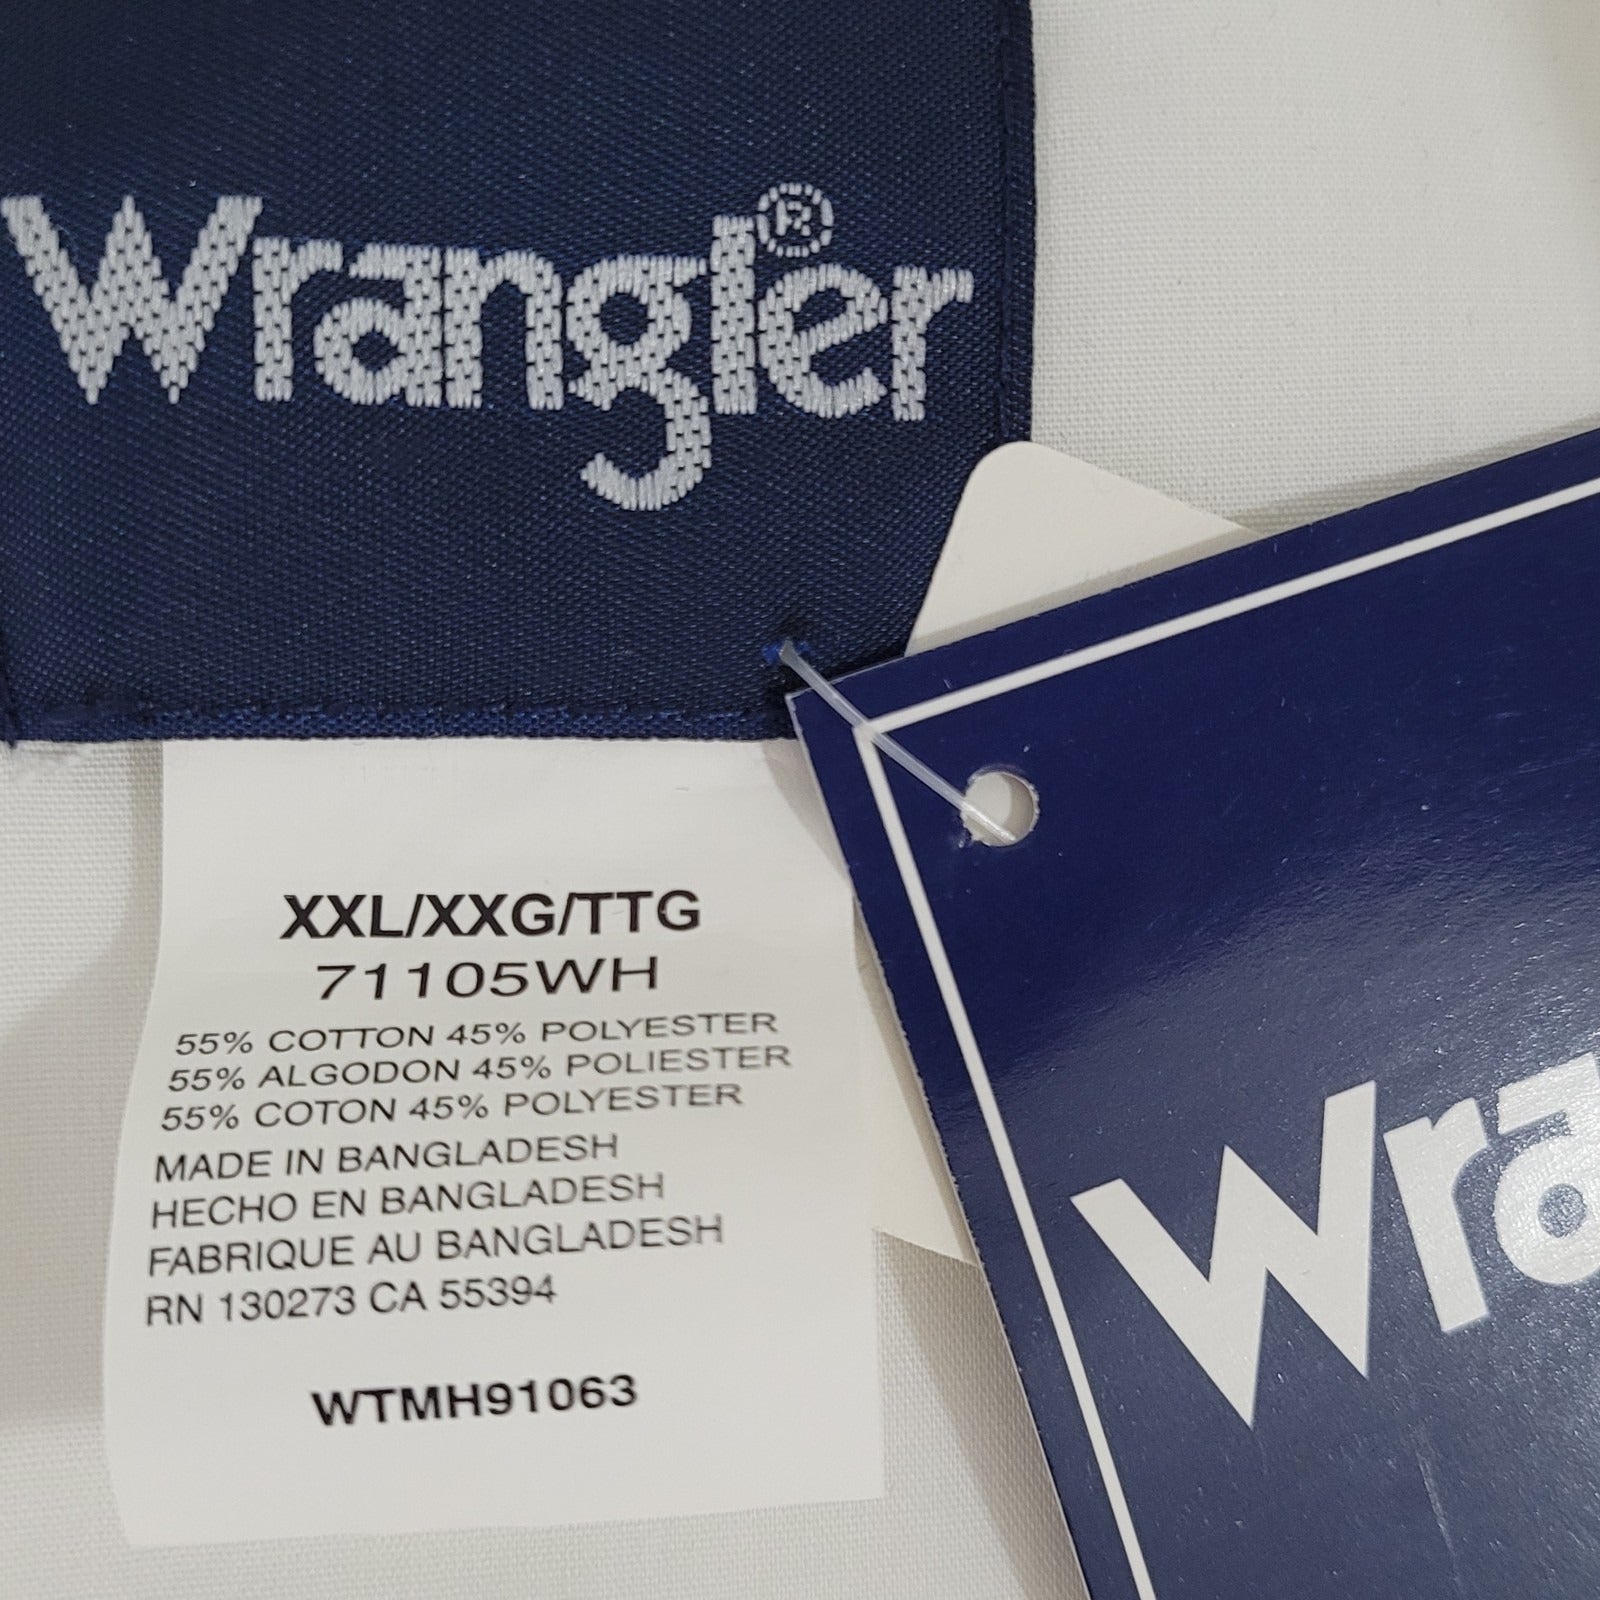 Wrangler®
XXL/XXG/TTG
71105WH
55% COTTON 45% POLYESTER
55% ALGODON 45% POLIESTER
55% COTON 45% POLYESTER
MADE IN BANGLADESH
HECHO EN BANGLADESH
FABRIQUE AU BANGLADESH
RN 130273 CA 55394
WTMH91063
Wra